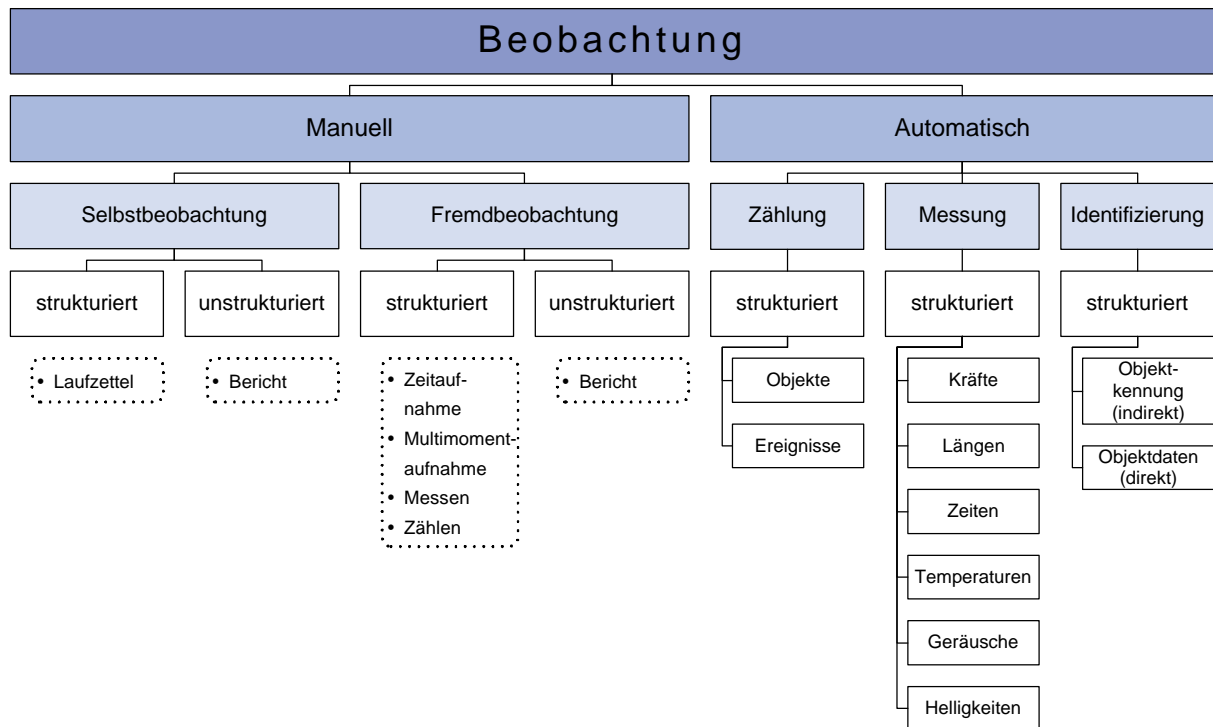 Beobachtung
Manuell
Automatisch
Selbstbeobachtung
Fremdbeobachtung
Zählung
Messung
Identifizierung
strukturiert
unstrukturiert
strukturiert
unstrukturiert
strukturiert
strukturiert
strukturiert
• Laufzettel
• Bericht
• Zeitauf-
nahme
• Multimoment-
aufnahme
• Messen
• Zählen
• Bericht
Objekte
Ereignisse
Kräfte
Längen
Zeiten
Temperaturen
Geräusche
Helligkeiten
Objekt-
kennung
(indirekt)
Objektdaten
(direkt)